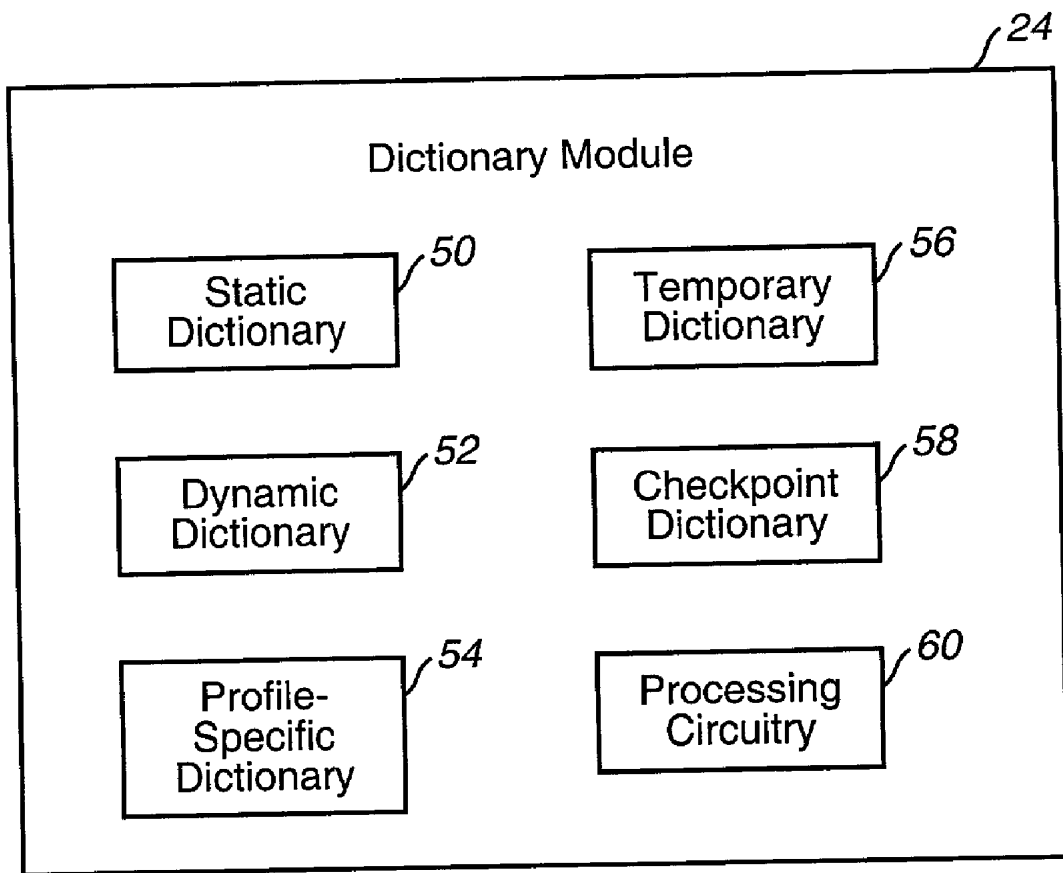 24
Dictionary Module
50
Static
Dictionary
56
Temporary
Dictionary
52
Dynamic
Dictionary
58
Checkpoint
Dictionary
54
Profile-
Specific
Dictionary
60
Processing
Circuitry